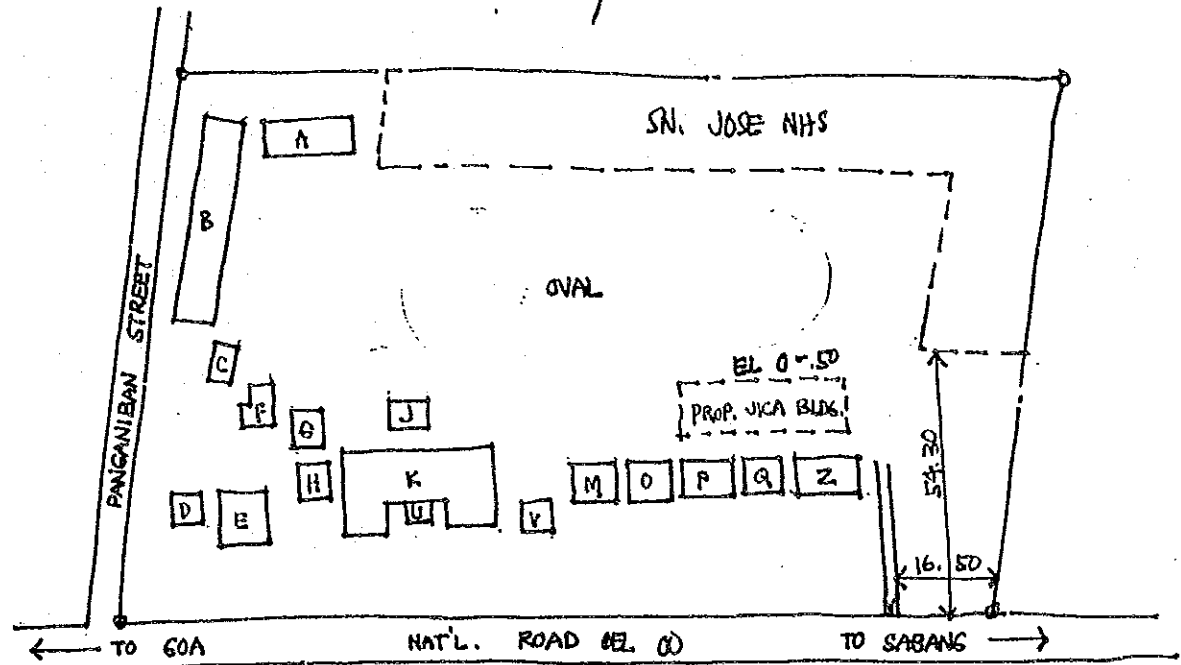 SN. JOSE NHS
A
B
PANGANIBAN STREET
OVAL
C
EL 0-.50
PROP. JICA BLDG.
F
G
J
H
K
M
O
P
Q
Z
D
E
U
V
54.30
16.50
TO GOA
NAT'L. ROAD (EL 0)
TO SABANG